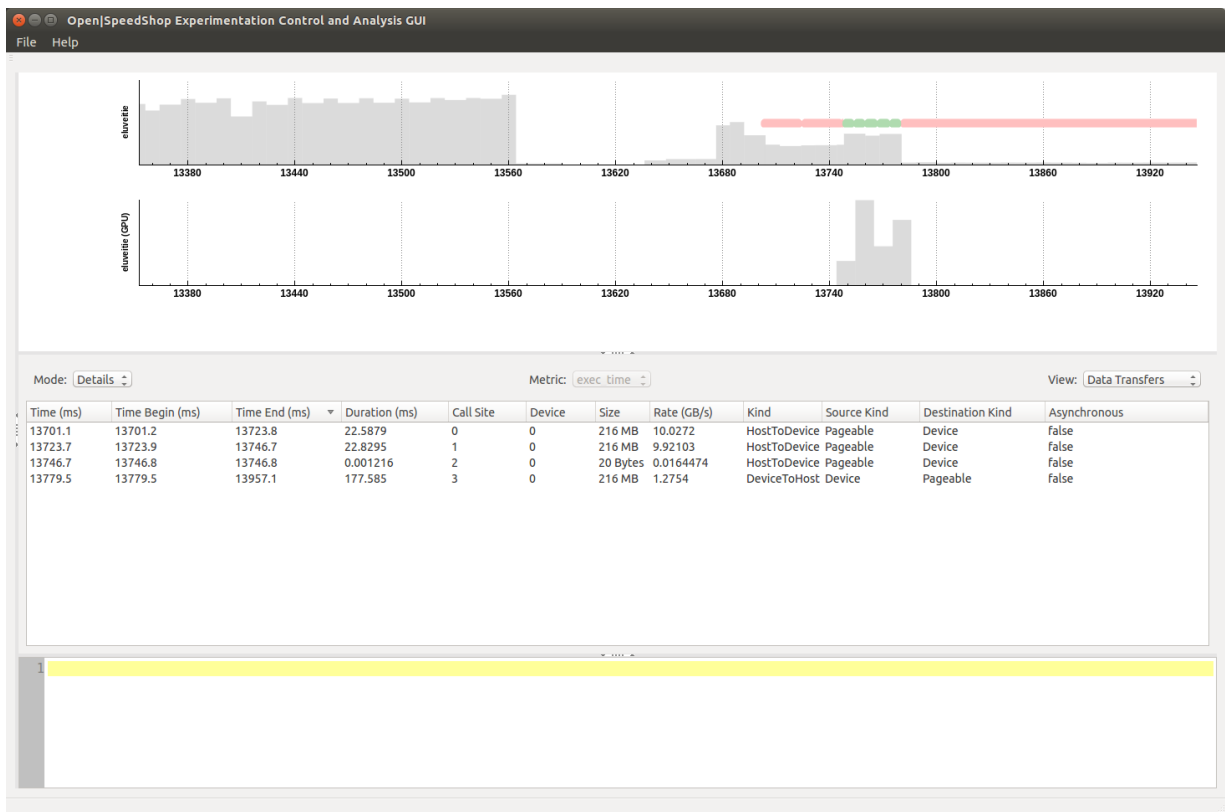 Open|SpeedShop Experimentation Control and Analysis GUI
File Help
eluveitie
13380 13440 13500 13560 13620 13680 13740 13800 13860 13920
eluveitie (GPU)
13380 13440 13500 13560 13620 13680 13740 13800 13860 13920
Mode: Details Metric: exec_time View: Data Transfers
Time (ms) Time Begin (ms) Time End (ms) Duration (ms) Call Site Device Size Rate (GB/s) Kind Source Kind Destination Kind Asynchronous
13701.1 13701.2 13723.8 22.5879 0 0 216 MB 10.0272 HostToDevice Pageable Device false
13723.7 13723.9 13746.7 22.8295 1 0 216 MB 9.92103 HostToDevice Pageable Device false
13746.7 13746.8 13746.8 0.001216 2 0 20 Bytes 0.0164474 HostToDevice Pageable Device false
13779.5 13779.5 13957.1 177.585 3 0 216 MB 1.2754 DeviceToHost Device Pageable false
1